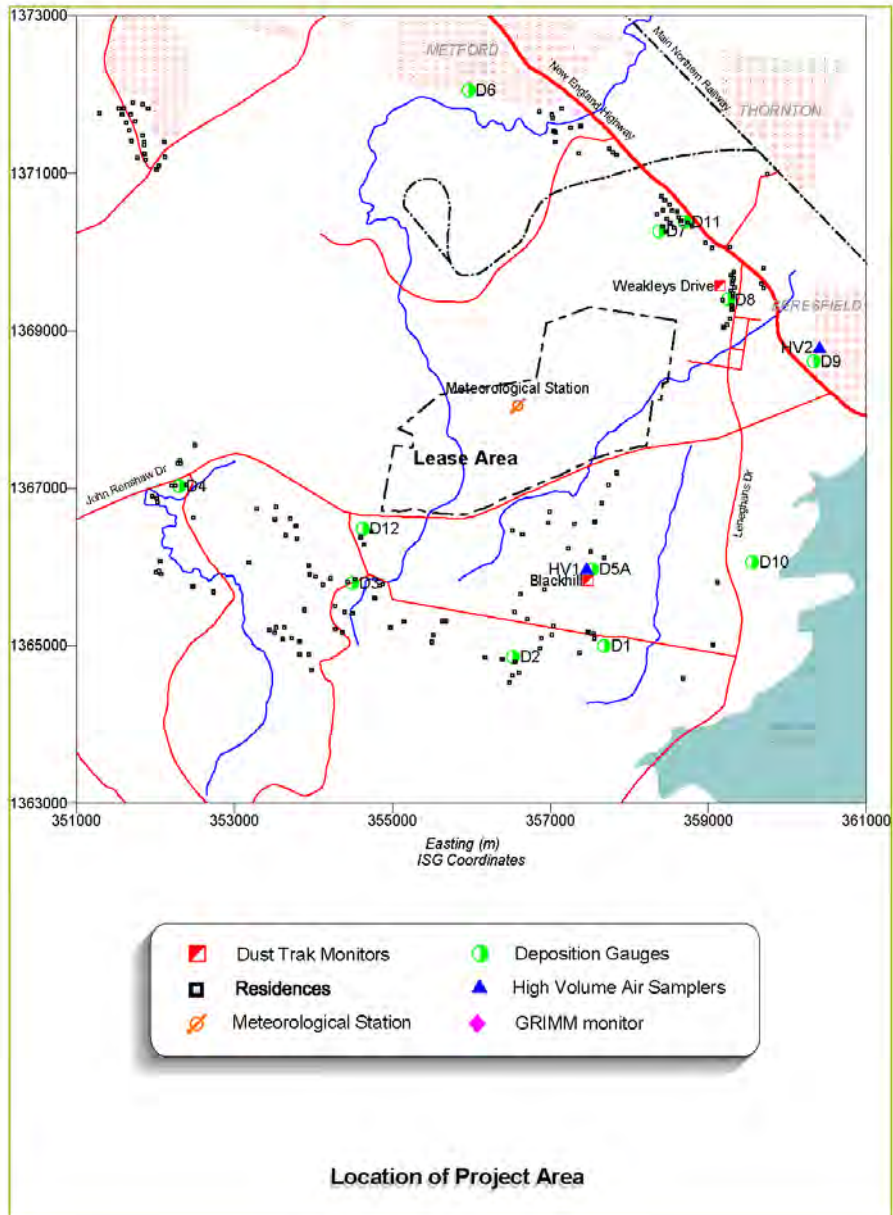 1373000
METFORD
Main Northern Railway
New England Highway
D6
THORNTON
1371000
D11
D7
Weakleys Drive
D8
BERESFIELD
1369000
HV2
D9
Meteorological Station
Lease Area
John Renshaw Dr
1367000
D4
D12
Leneghans Dr
HV1
D5A
D10
Blackhill
D3
1365000
D2
D1
1363000
351000
353000
355000
357000
359000
361000
Easting (m)
ISG Coordinates
Dust Trak Monitors
Deposition Gauges
Residences
High Volume Air Samplers
Meteorological Station
GRIMM monitor
Location of Project Area